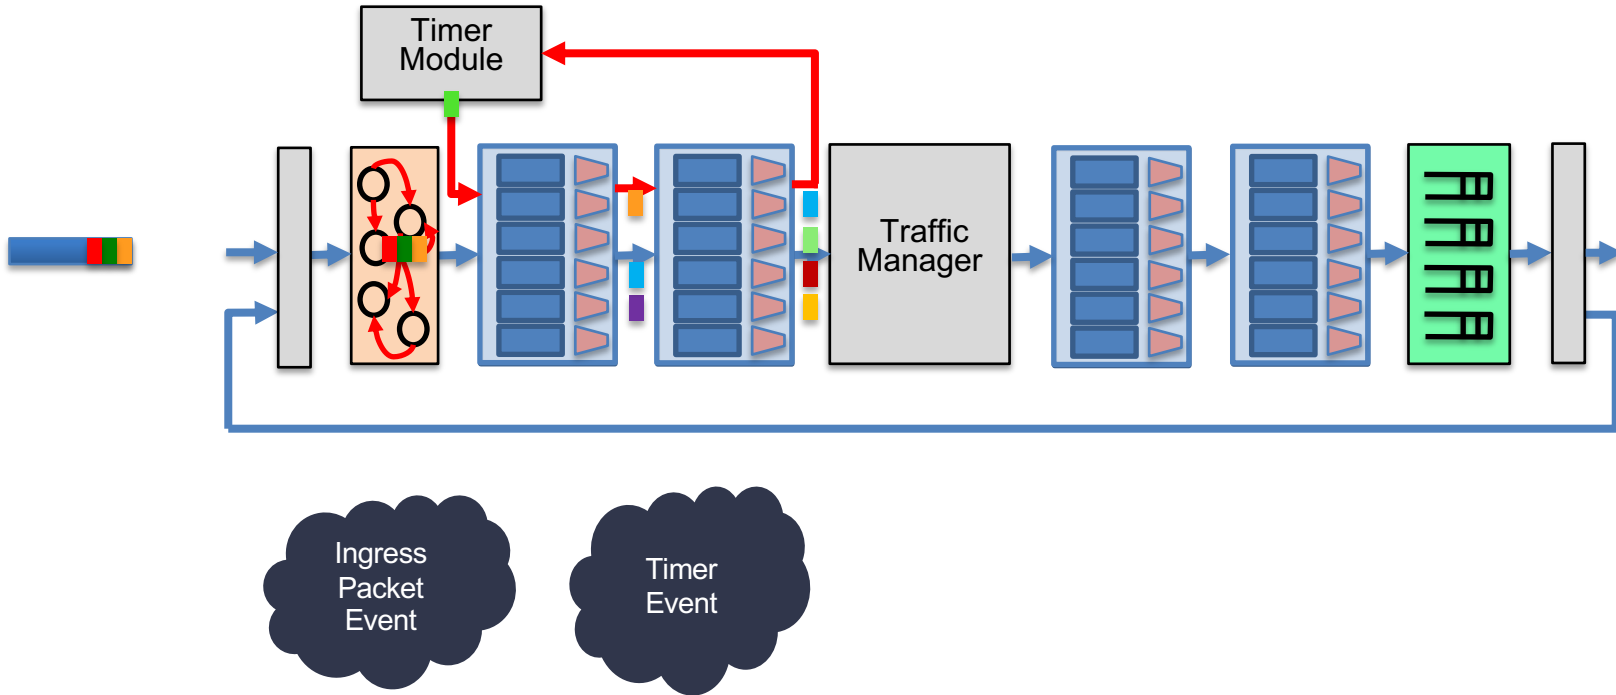 Timer
Module
Traffic
Manager
Ingress
Packet
Event
Timer
Event